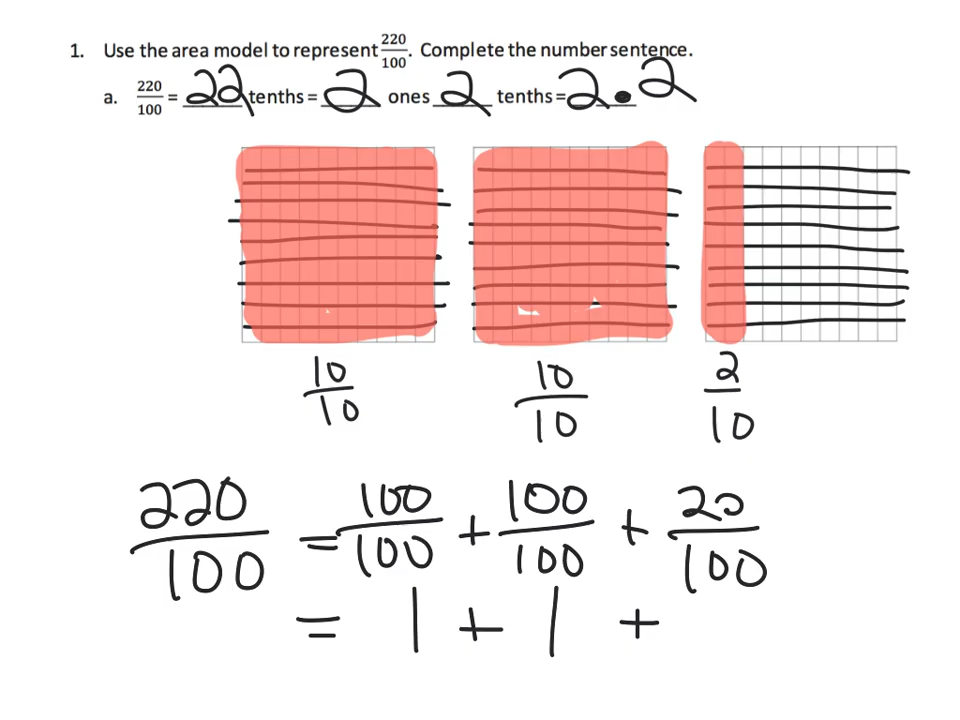 1. Use the area model to represent 220/100. Complete the number sentence.
a. 220/100 = 22 tenths = 2 ones 2 tenths = 2.2
10/10 10/10 2/10
220/100 = 100/100 + 100/100 + 20/100
= 1 + 1 +